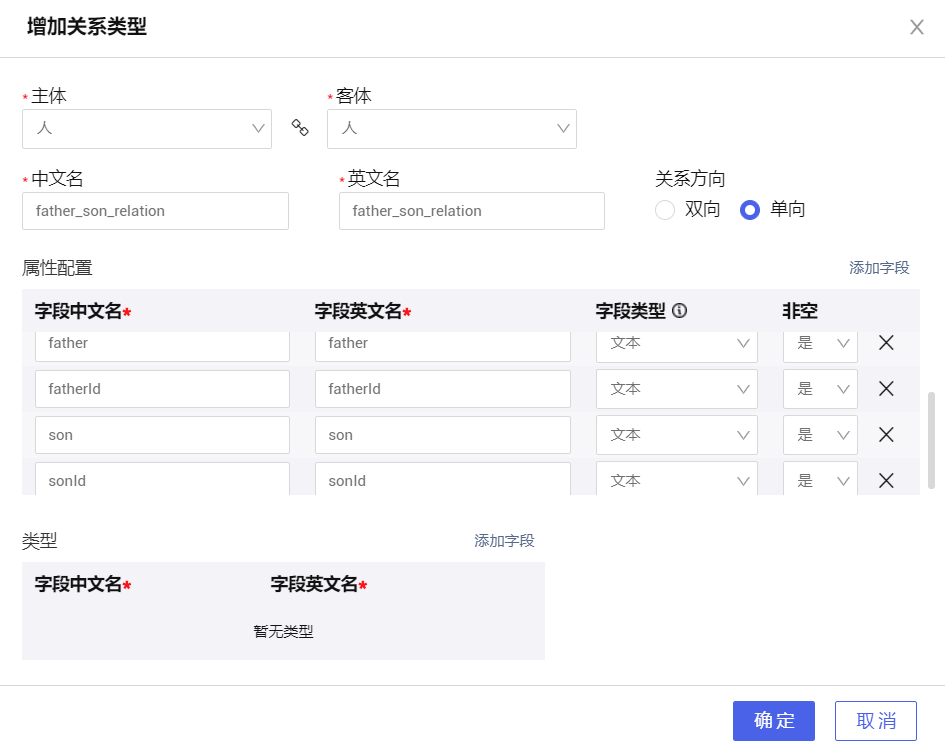 增加关系类型
*主体
*客体
人
人
*中文名
*英文名
关系方向
father_son_relation
father_son_relation
双向
单向
属性配置
添加字段
字段中文名*
字段英文名*
字段类型
非空
father
father
文本
是
fatherId
fatherId
文本
是
son
son
文本
是
sonId
sonId
文本
是
类型
添加字段
字段中文名*
字段英文名*
暂无类型
确定
取消